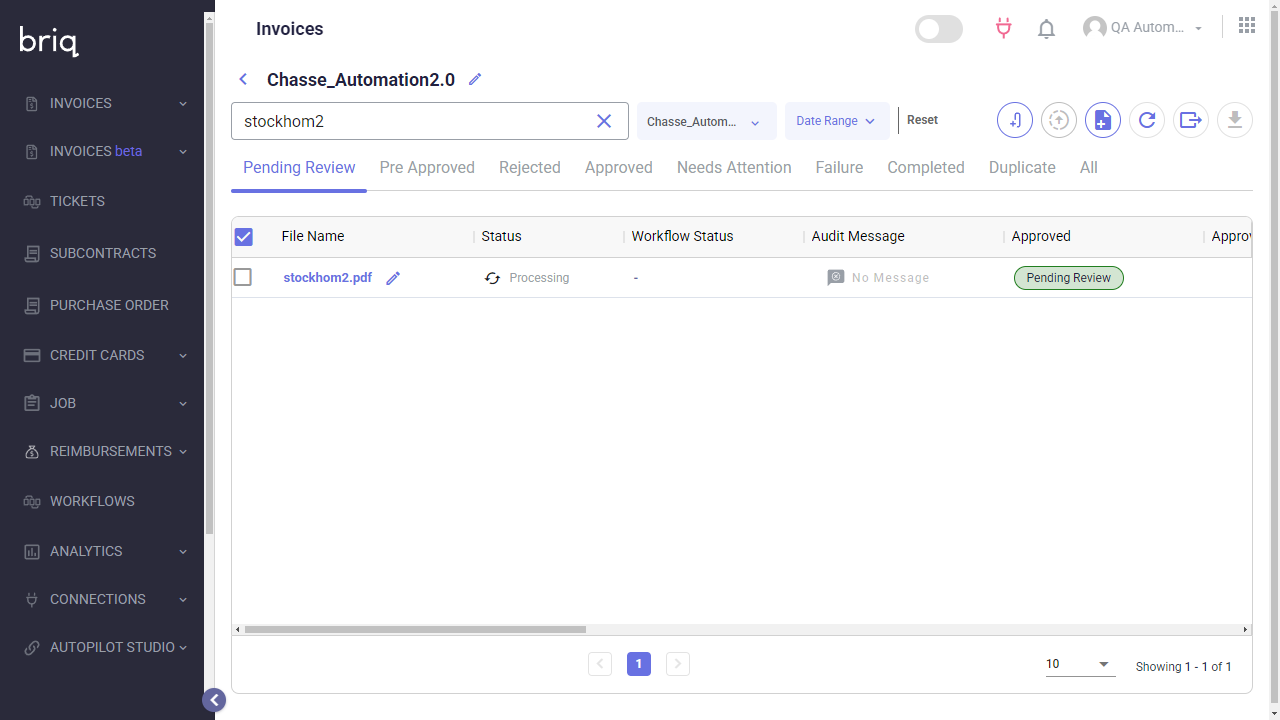 briq
INVOICES
INVOICES beta
TICKETS
SUBCONTRACTS
PURCHASE ORDER
CREDIT CARDS
JOB
REIMBURSEMENTS
WORKFLOWS
ANALYTICS
CONNECTIONS
AUTOPILOT STUDIO
Invoices
QA Autom...
Chasse_Automation2.0
stockhom2
Chasse_Autom...
Date Range
Reset
Pending Review Pre Approved Rejected Approved Needs Attention Failure Completed Duplicate All
File Name Status Workflow Status Audit Message Approved Approv
stockhom2.pdf Processing - No Message Pending Review
1
10
Showing 1 - 1 of 1